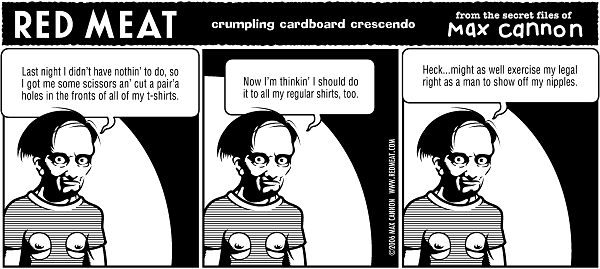 RED MEAT
crumpling cardboard crescendo
from the secret files of
Max cannon
Last night I didn't have nothin' to do, so
I got me some scissors an' cut a pair'a
holes in the fronts of all of my t-shirts.
Now I'm thinkin' I should do
it to all my regular shirts, too.
©2006 MAX CANNON WWW.REDMEAT.COM
Heck...might as well exercise my legal
right as a man to show off my nipples.